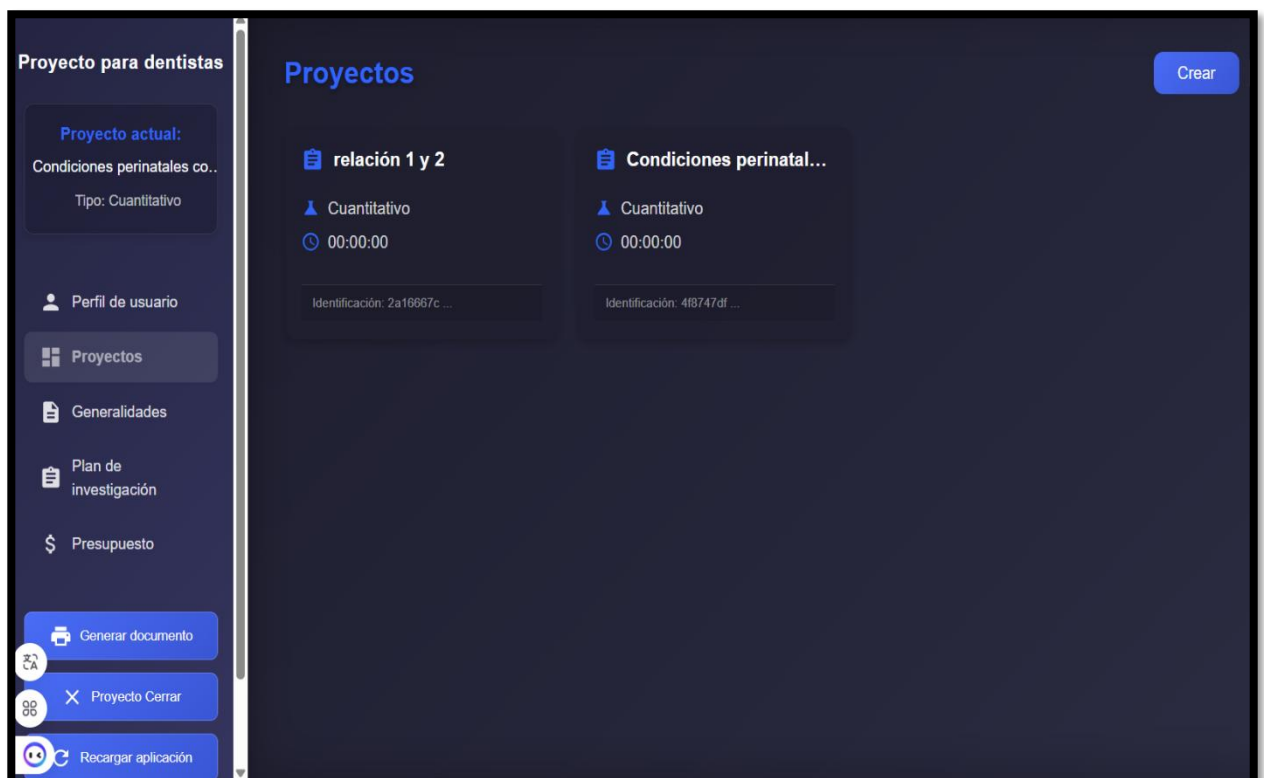 Proyecto para dentistas
Proyecto actual:
Condiciones perinatales co..
Tipo: Cuantitativo
Perfil de usuario
Proyectos
Generalidades
Plan de
investigación
Presupuesto
Generar documento
Proyecto Cerrar
Recargar aplicación
Proyectos
Crear
relación 1 y 2
Cuantitativo
00:00:00
Identificación: 2a16667c ...
Condiciones perinatal...
Cuantitativo
00:00:00
Identificación: 4f8747df ...